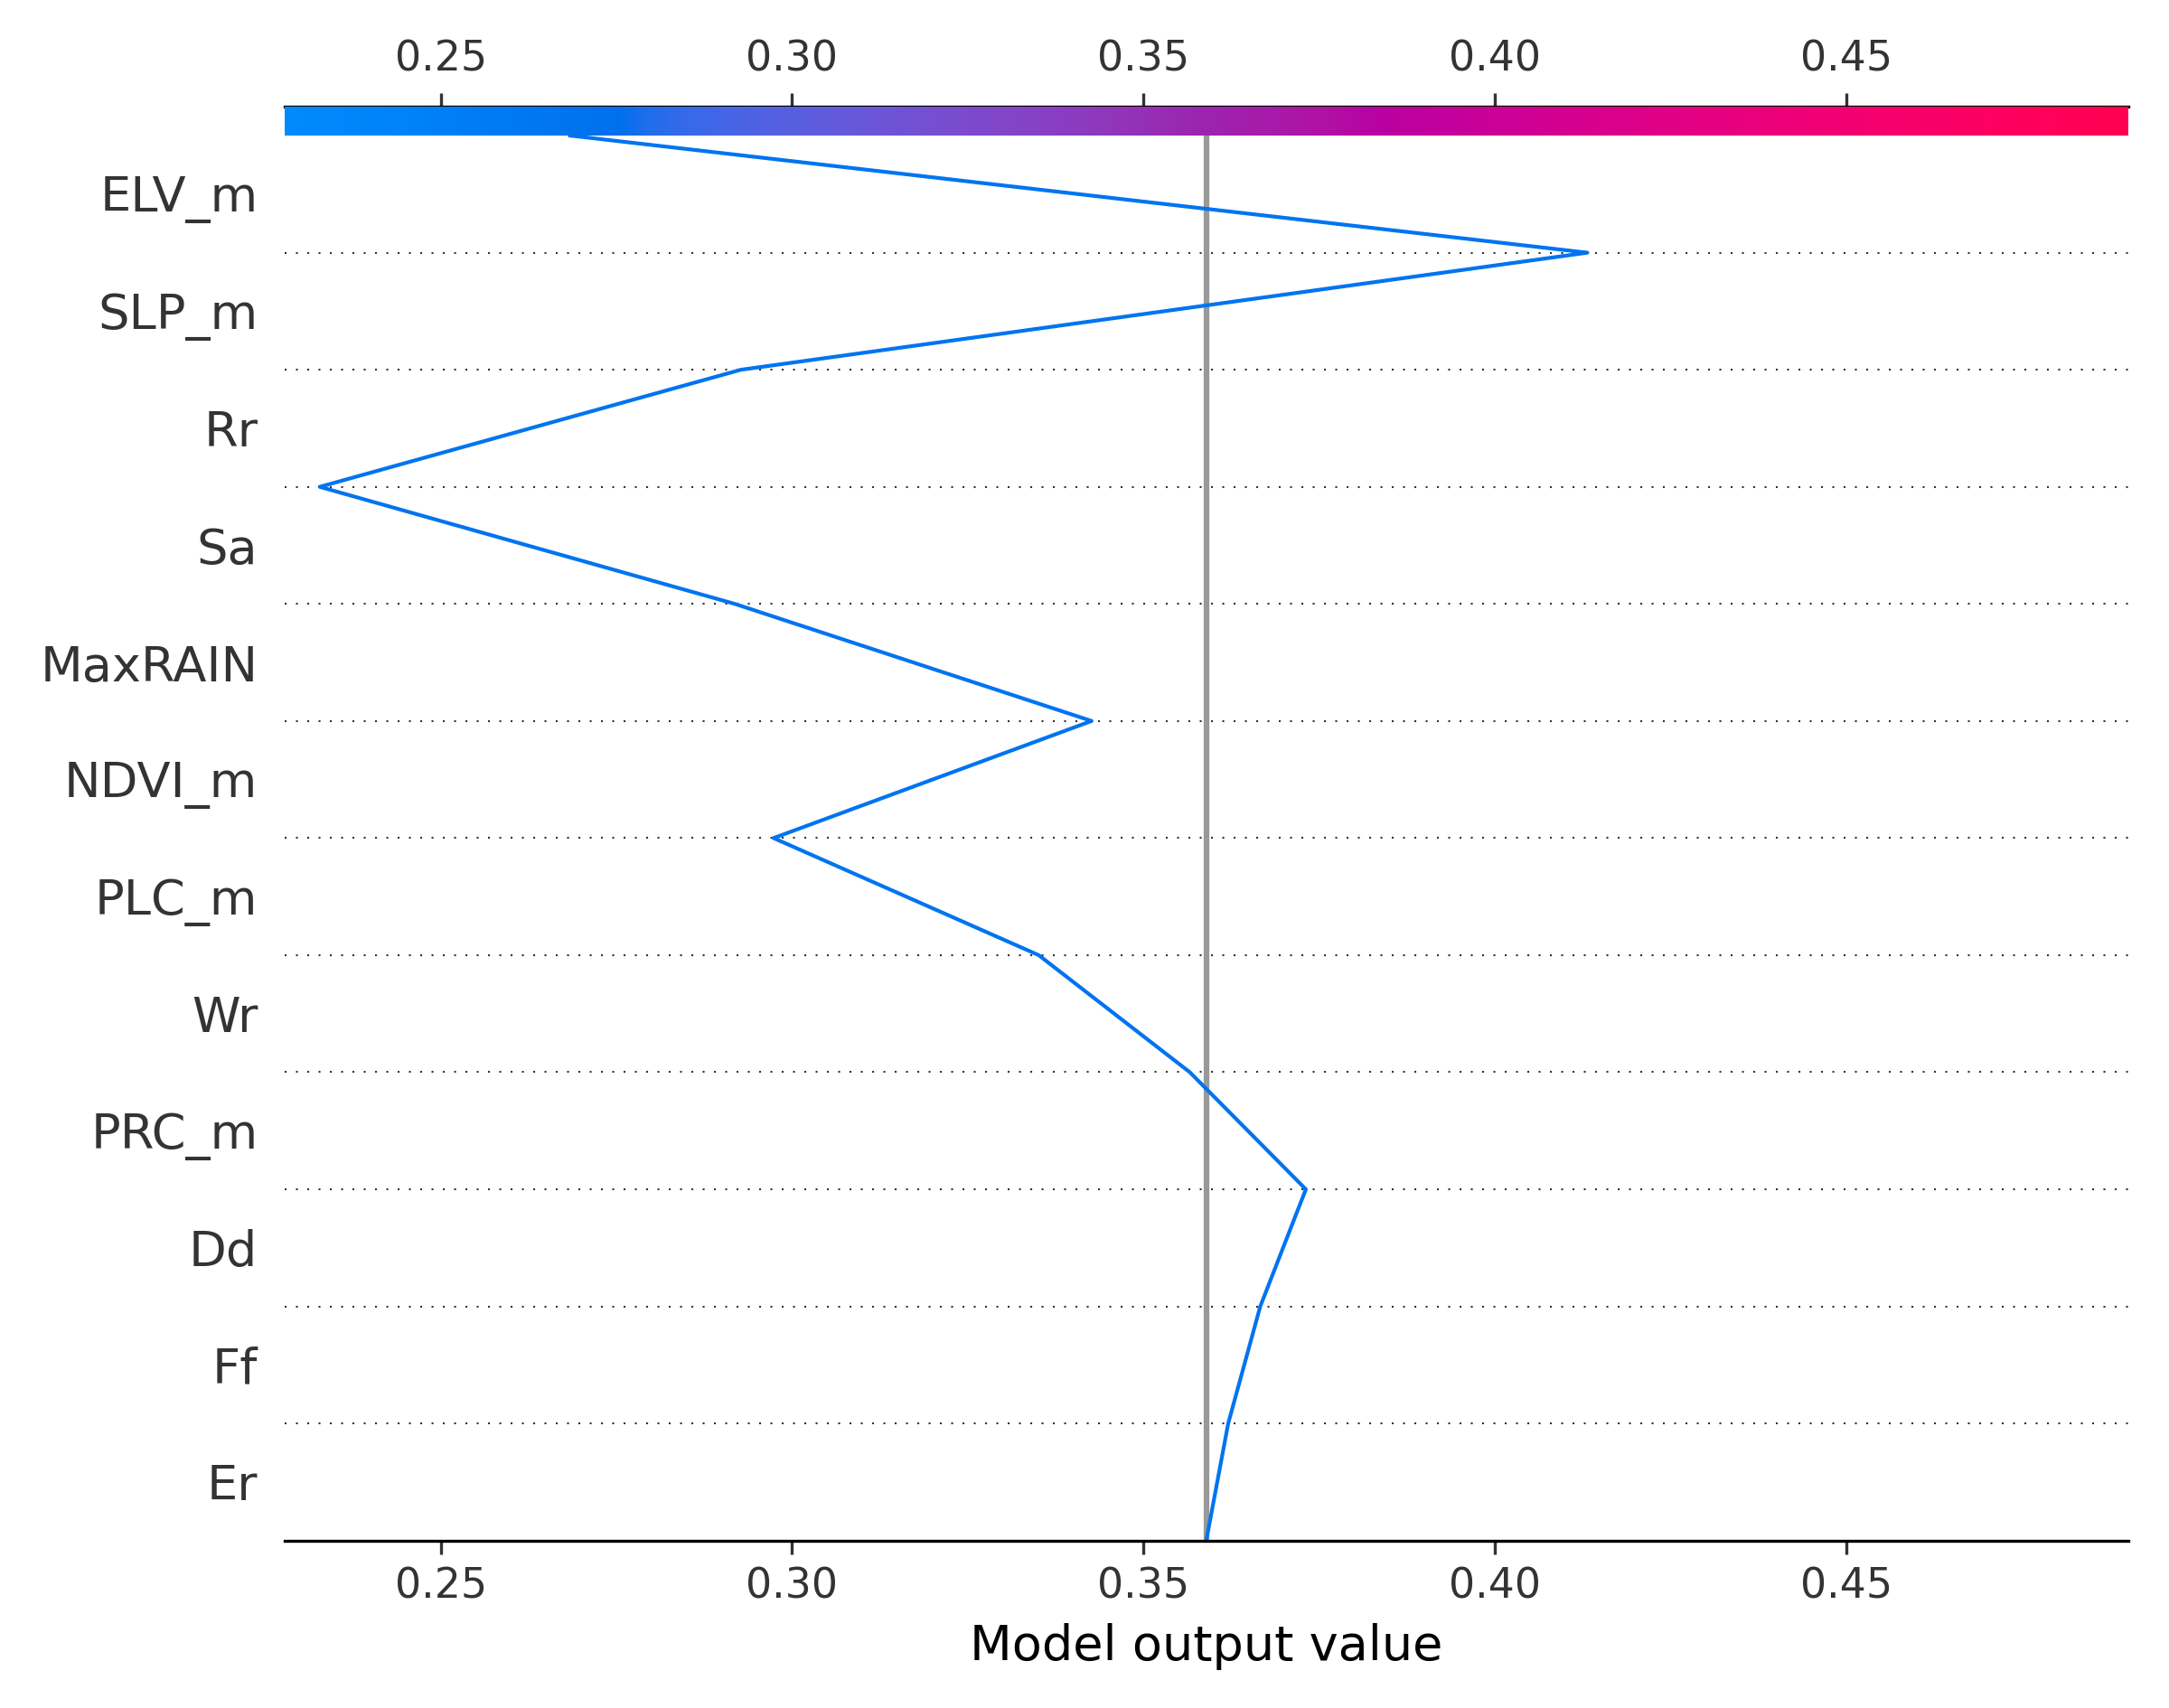 0.25 0.30 0.35 0.40 0.45
ELV_m
SLP_m
Rr
Sa
MaxRAIN
NDVI_m
PLC_m
Wr
PRC_m
Dd
Ff
Er
0.25 0.30 0.35 0.40 0.45
Model output value